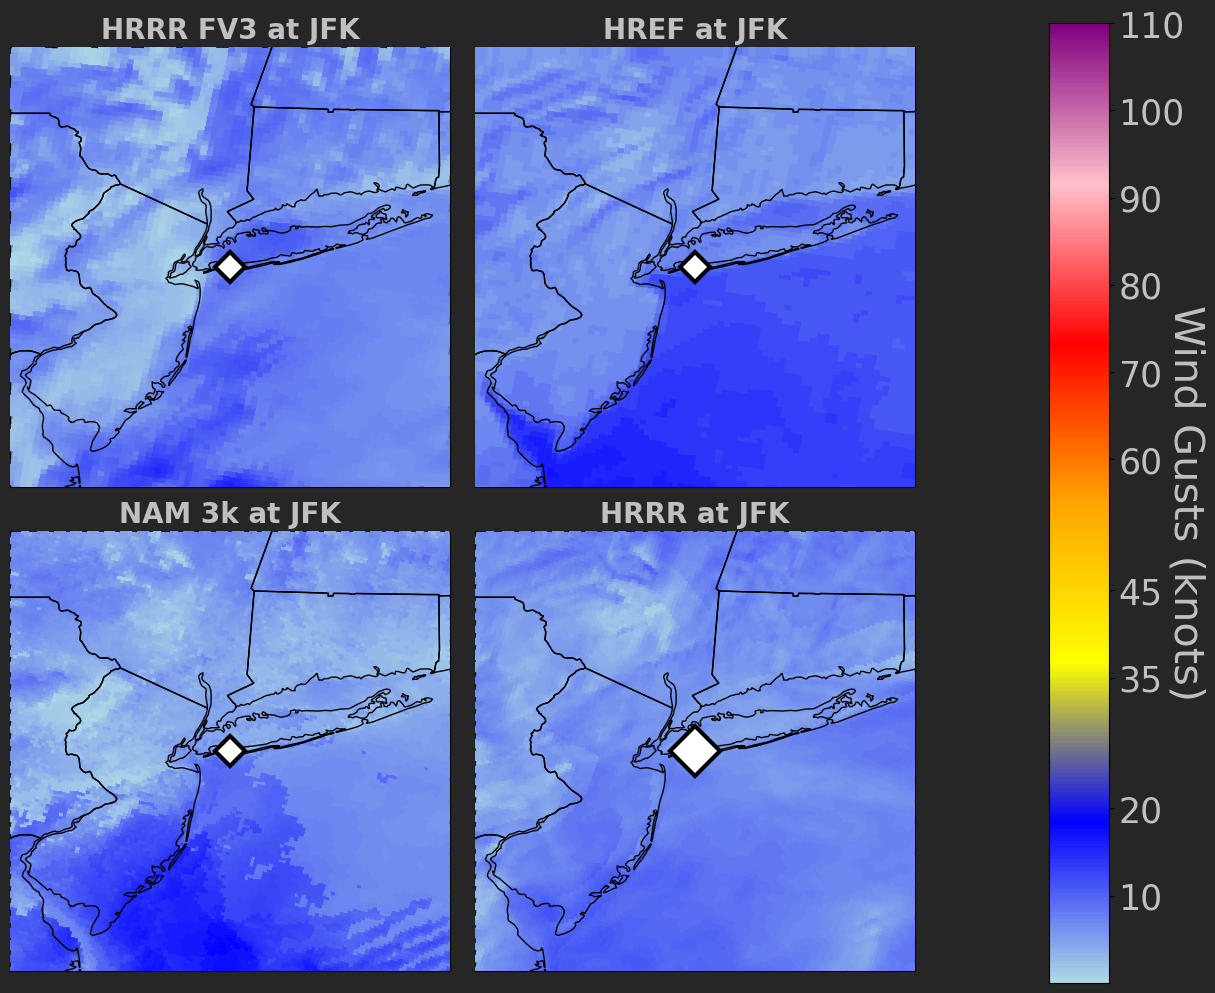 HRRR FV3 at JFK
HREF at JFK
NAM 3k at JFK
HRRR at JFK
110
100
90
80
70
60
45
35
20
10
Wind Gusts (knots)